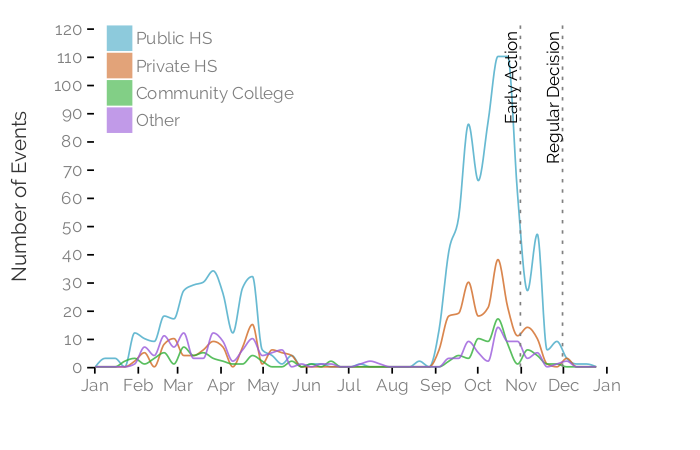 120
110
100
90
80
70
60
50
40
30
20
10
0
Number of Events
Public HS
Private HS
Community College
Other
Early Action
Regular Decision
Jan Feb Mar Apr May Jun Jul Aug Sep Oct Nov Dec Jan